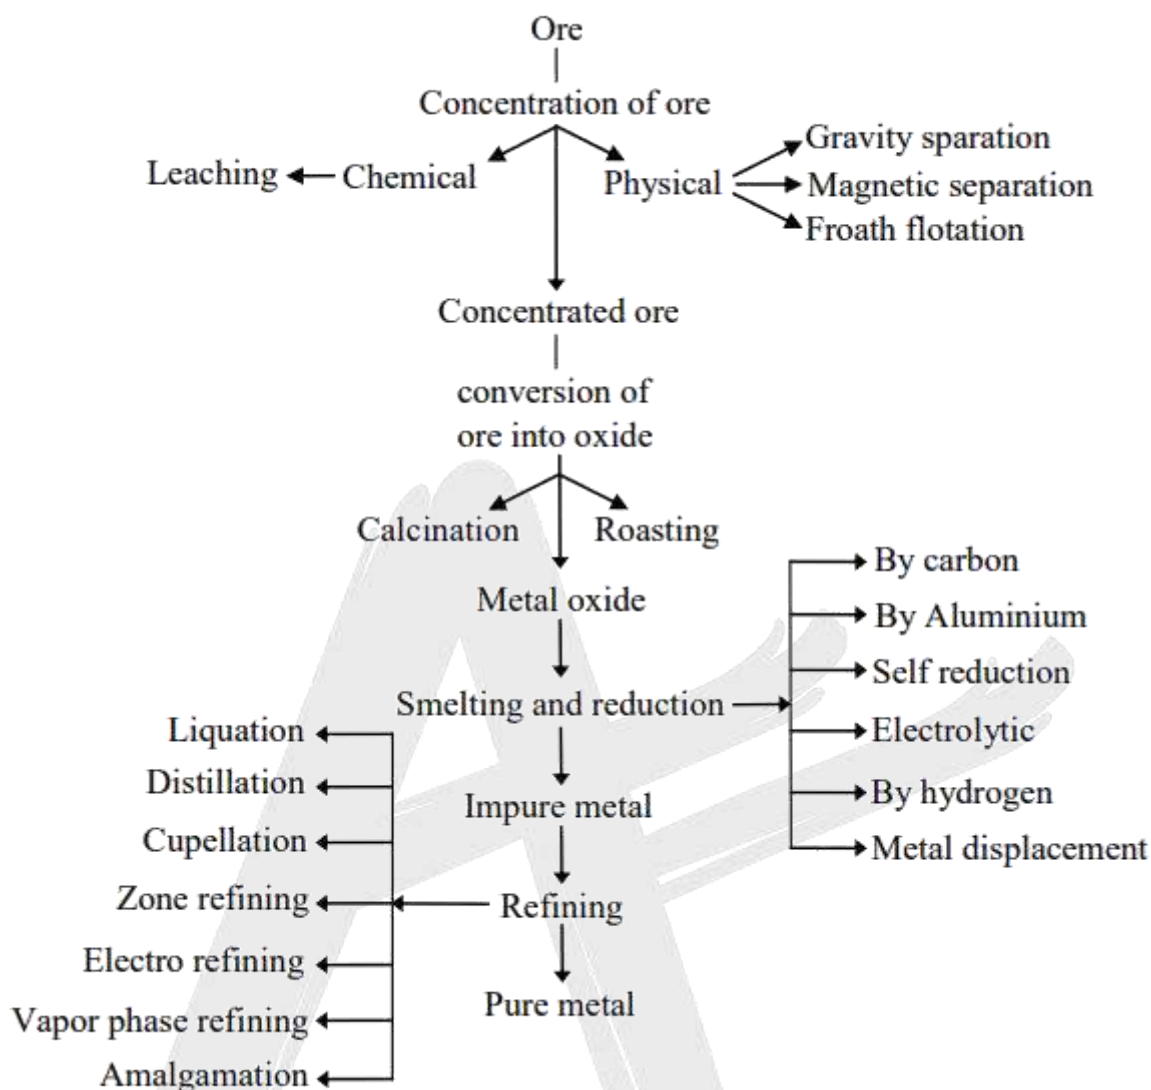 Ore
Concentration of ore
Leaching
Chemical
Physical
Gravity sparation
Magnetic separation
Froath flotation
Concentrated ore
conversion of
ore into oxide
Calcination
Roasting
Metal oxide
Smelting and reduction
By carbon
By Aluminium
Self reduction
Electrolytic
By hydrogen
Metal displacement
Impure metal
Refining
Liquation
Distillation
Cupellation
Zone refining
Electro refining
Vapor phase refining
Amalgamation
Pure metal